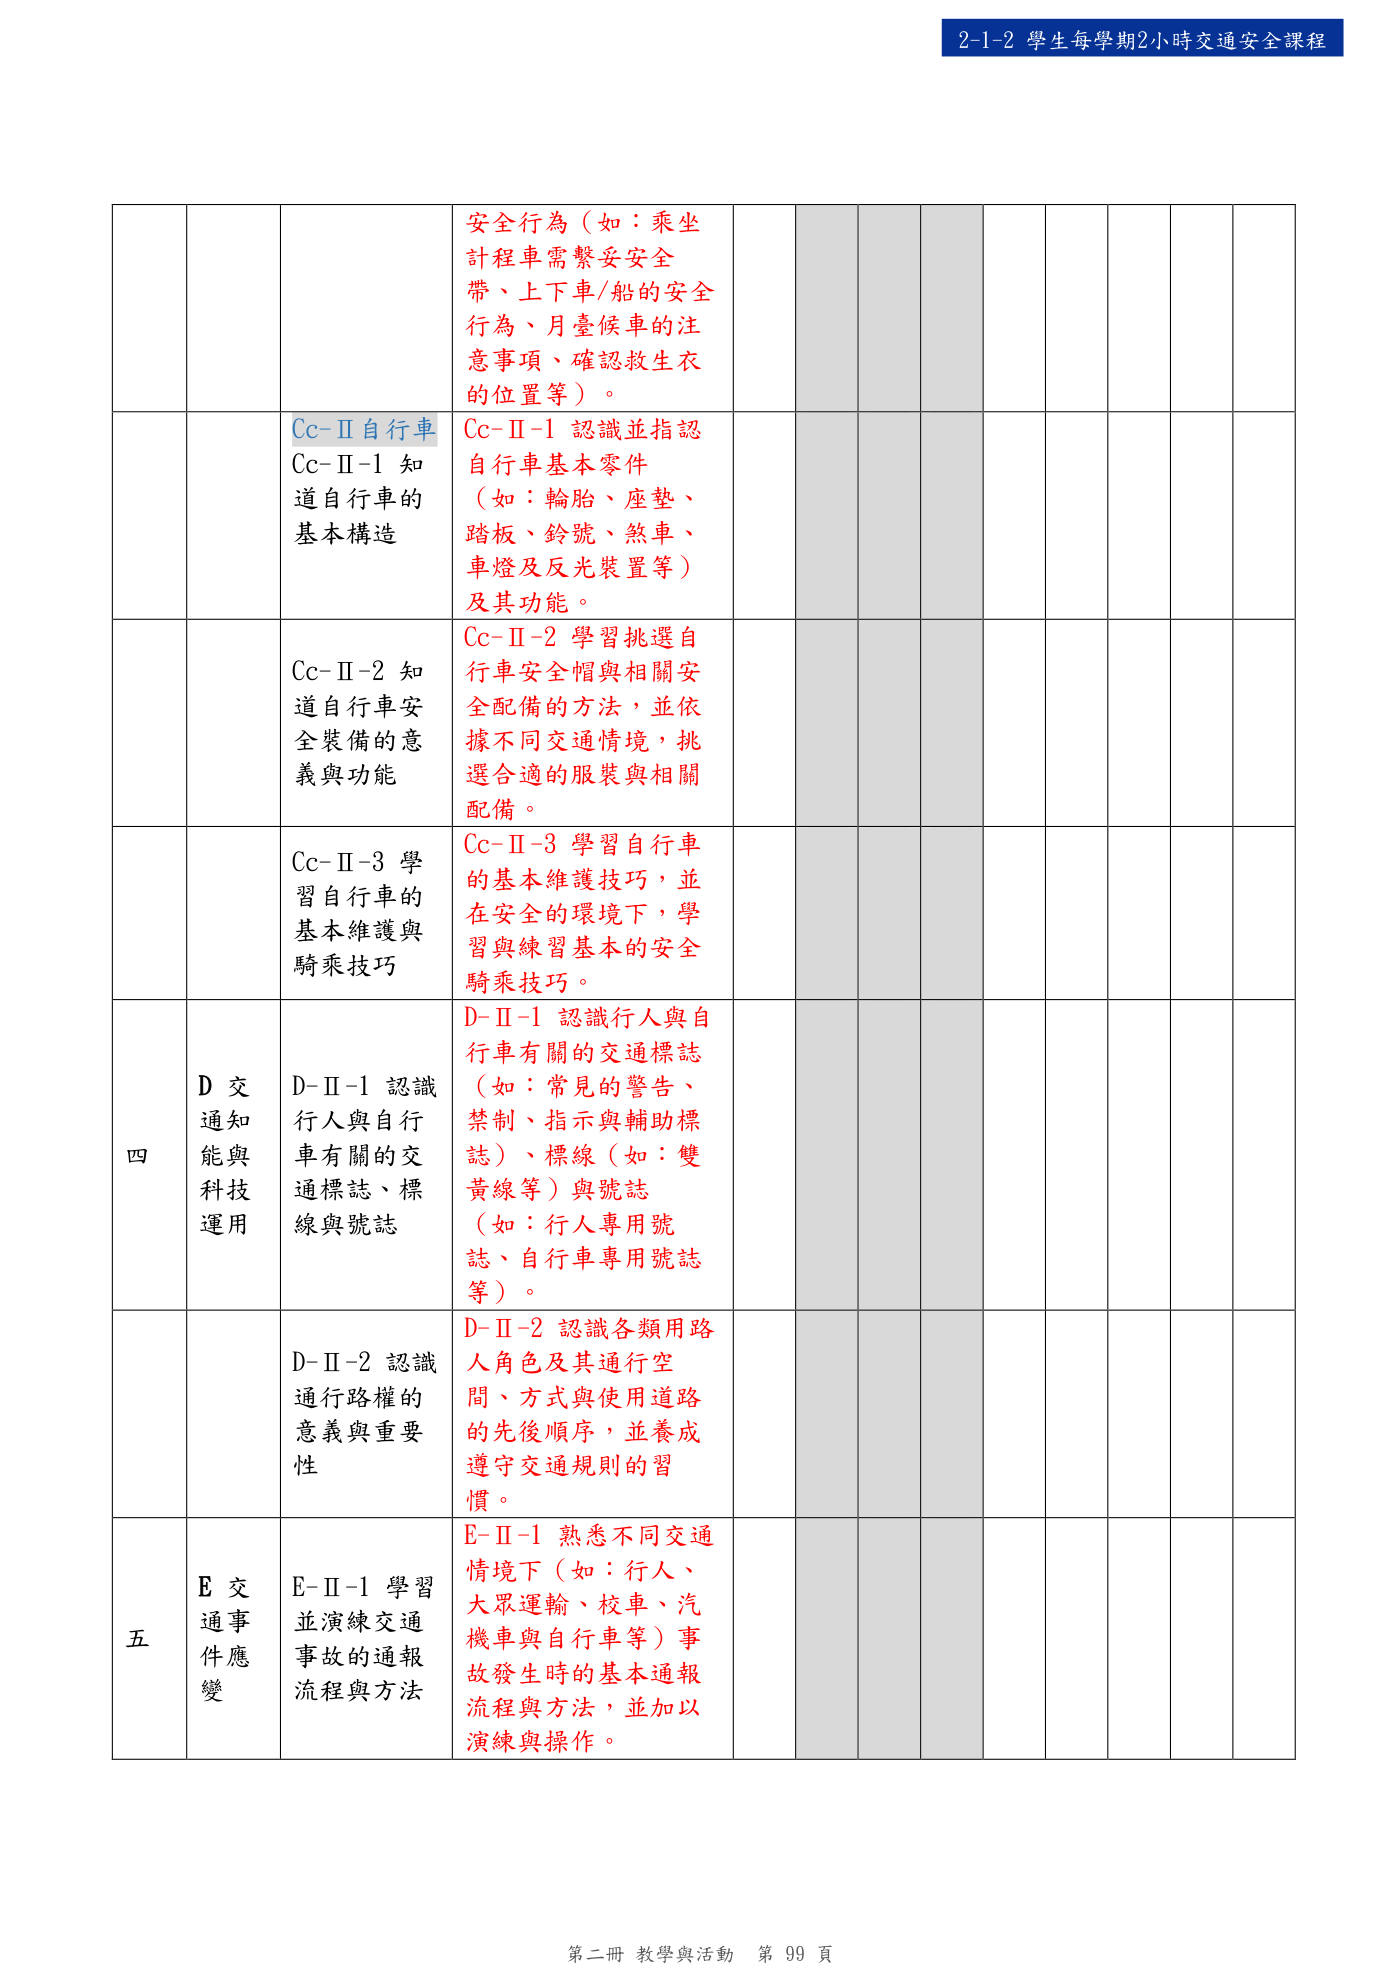 2-1-2 學生每學期2小時交通安全課程
安全行為（如：乘坐
計程車需繫妥安全
帶、上下車/船的安全
行為、月臺候車的注
意事項、確認救生衣
的位置等）。
Cc-Ⅱ自行車
Cc-Ⅱ-1 知
道自行車的
基本構造
Cc-Ⅱ-1 認識並指認
自行車基本零件
（如：輪胎、座墊、
踏板、鈴號、煞車、
車燈及反光裝置等）
及其功能。
Cc-Ⅱ-2 知
道自行車安
全裝備的意
義與功能
Cc-Ⅱ-2 學習挑選自
行車安全帽與相關安
全配備的方法，並依
據不同交通情境，挑
選合適的服裝與相關
配備。
Cc-Ⅱ-3 學
習自行車的
基本維護與
騎乘技巧
Cc-Ⅱ-3 學習自行車
的基本維護技巧，並
在安全的環境下，學
習與練習基本的安全
騎乘技巧。
四
D 交
通知
能與
科技
運用
D-Ⅱ-1 認識
行人與自行
車有關的交
通標誌、標
線與號誌
D-Ⅱ-1 認識行人與自
行車有關的交通標誌
（如：常見的警告、
禁制、指示與輔助標
誌）、標線（如：雙
黃線等）與號誌
（如：行人專用號
誌、自行車專用號誌
等）。
D-Ⅱ-2 認識
通行路權的
意義與重要
性
D-Ⅱ-2 認識各類用路
人角色及其通行空
間、方式與使用道路
的先後順序，並養成
遵守交通規則的習
慣。
五
E 交
通事
件應
變
E-Ⅱ-1 學習
並演練交通
事故的通報
流程與方法
E-Ⅱ-1 熟悉不同交通
情境下（如：行人、
大眾運輸、校車、汽
機車與自行車等）事
故發生時的基本通報
流程與方法，並加以
演練與操作。
第二冊 教學與活動 第 99 頁